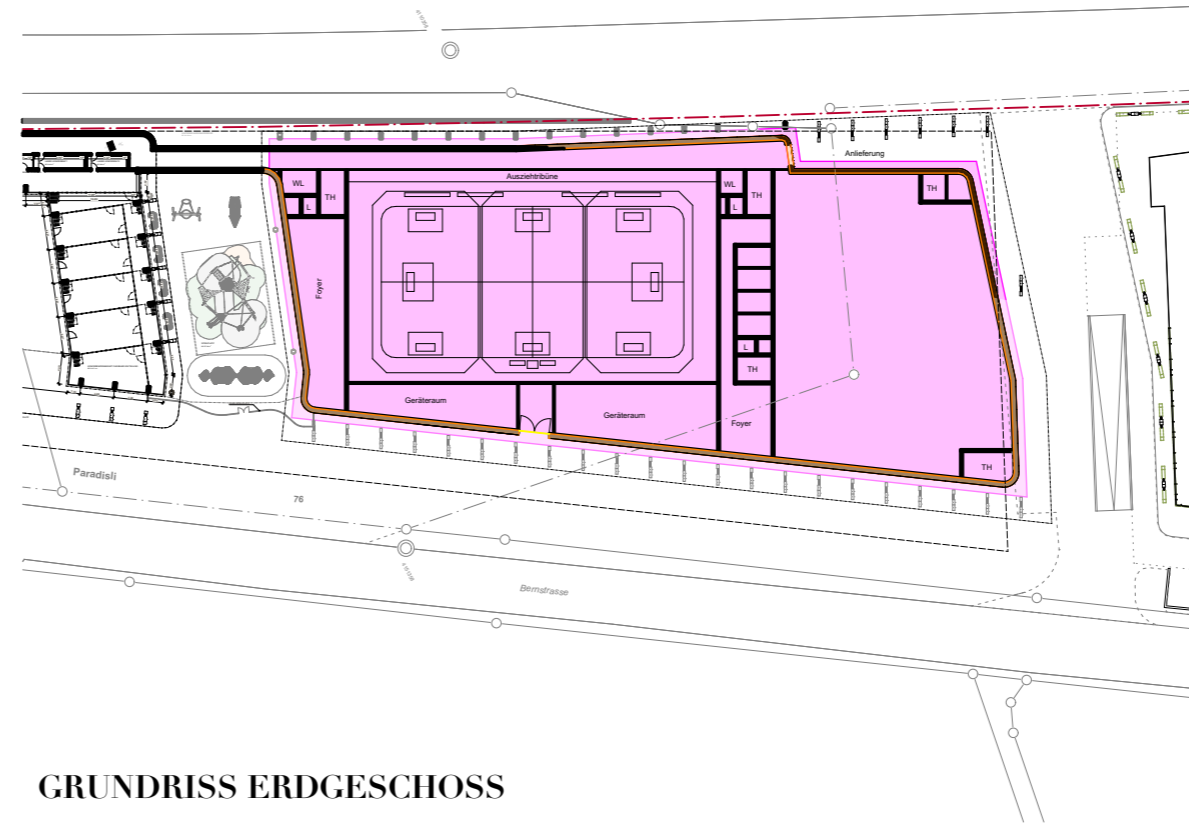 Anlieferung
Ausziehtribüne
WL
TH
L
WL
TH
L
TH
Foyer
L
TH
Geräteraum
Geräteraum
Foyer
TH
Paradisli
76
Bernstrasse
GRUNDRISS ERDGESCHOSS